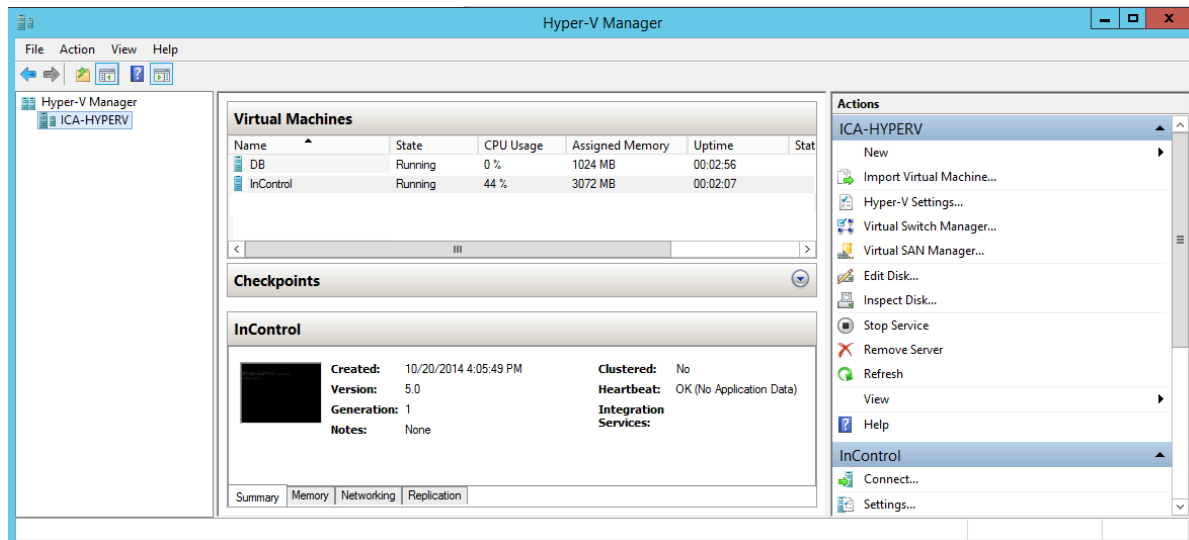 Hyper-V Manager
File Action View Help
Hyper-V Manager
ICA-HYPERV
Virtual Machines
Name State CPU Usage Assigned Memory Uptime Stat
DB Running 0 % 1024 MB 00:02:56
InControl Running 44 % 3072 MB 00:02:07
Checkpoints
InControl
Created: 10/20/2014 4:05:49 PM Clustered: No
Version: 5.0 Heartbeat: OK (No Application Data)
Generation: 1 Integration
Services:
Notes: None
Summary Memory Networking Replication
Actions
ICA-HYPERV
New
Import Virtual Machine...
Hyper-V Settings...
Virtual Switch Manager...
Virtual SAN Manager...
Edit Disk...
Inspect Disk...
Stop Service
Remove Server
Refresh
View
Help
InControl
Connect...
Settings...